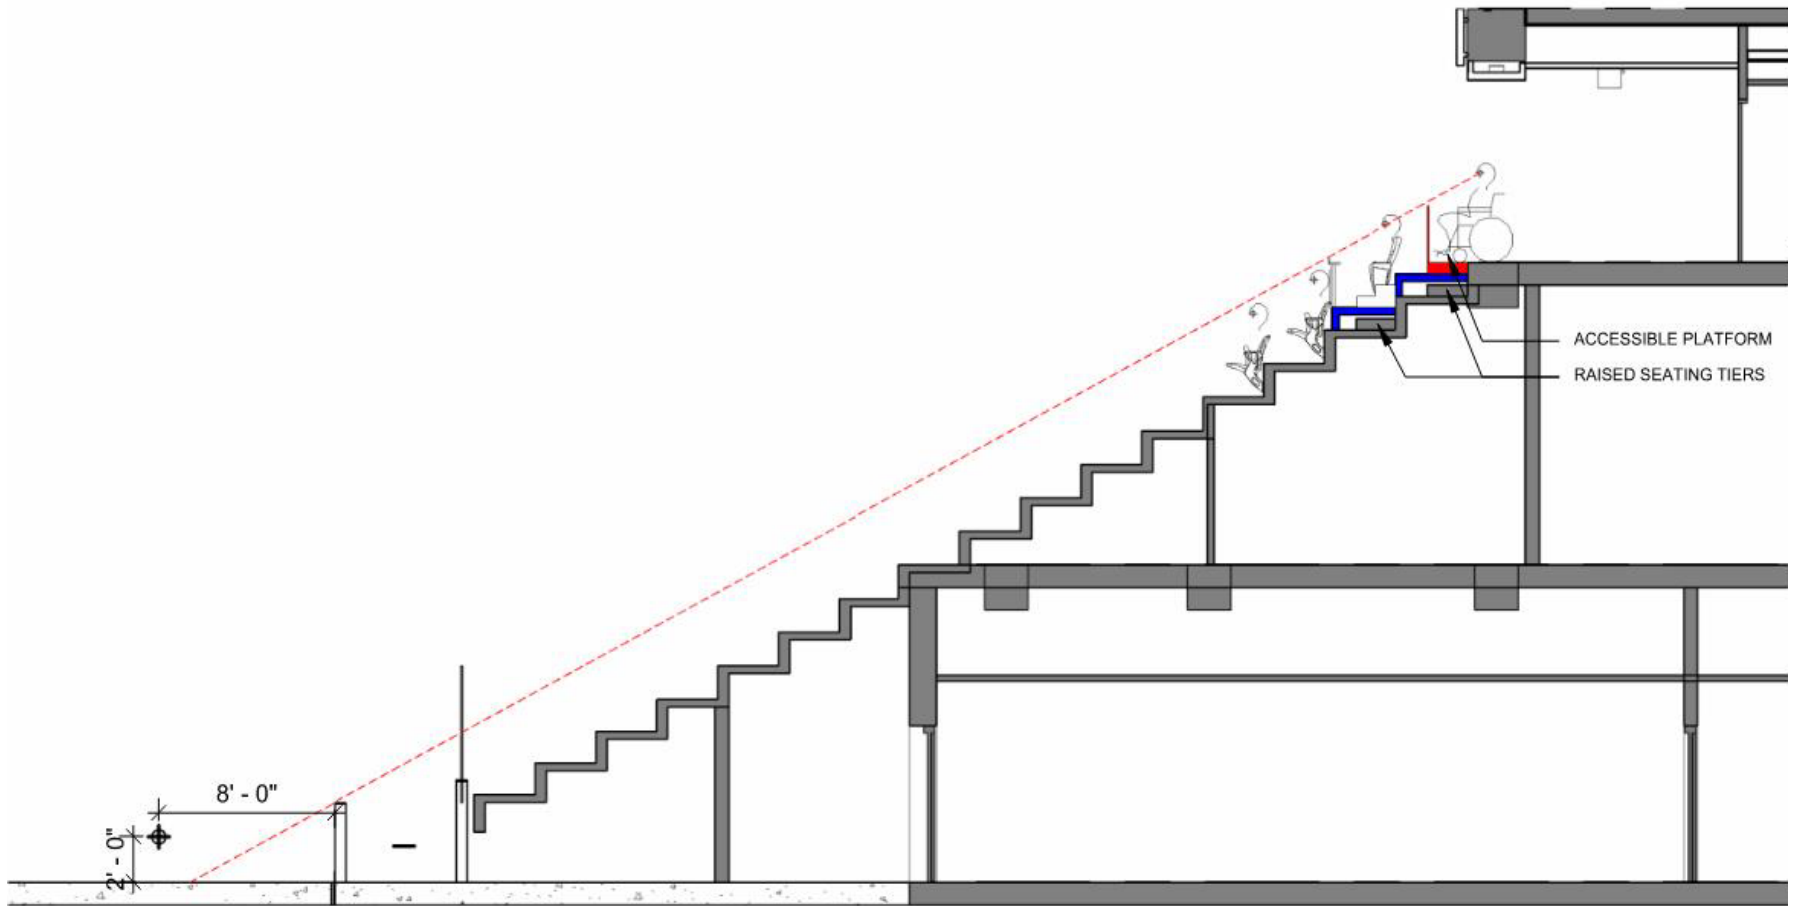 ACCESSIBLE PLATFORM
RAISED SEATING TIERS
8' - 0"
2' - 0"